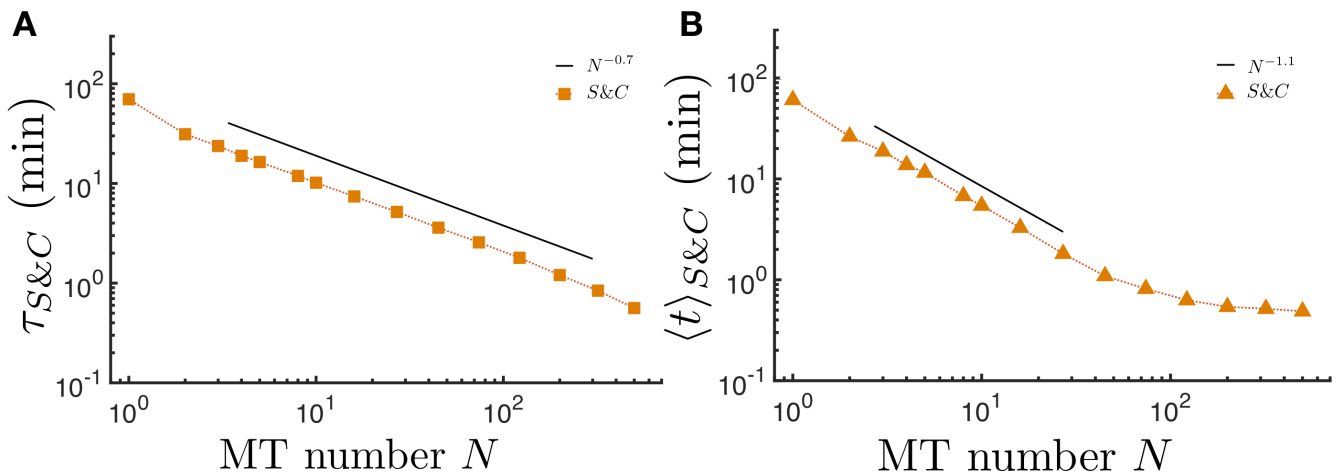 A
τ_{S&C} (min)
10^2
10^1
10^0
10^{-1}
N^{-0.7}
S&C
10^0
10^1
10^2
MT number N
B
⟨t⟩_{S&C} (min)
10^2
10^1
10^0
10^{-1}
N^{-1.1}
S&C
10^0
10^1
10^2
MT number N